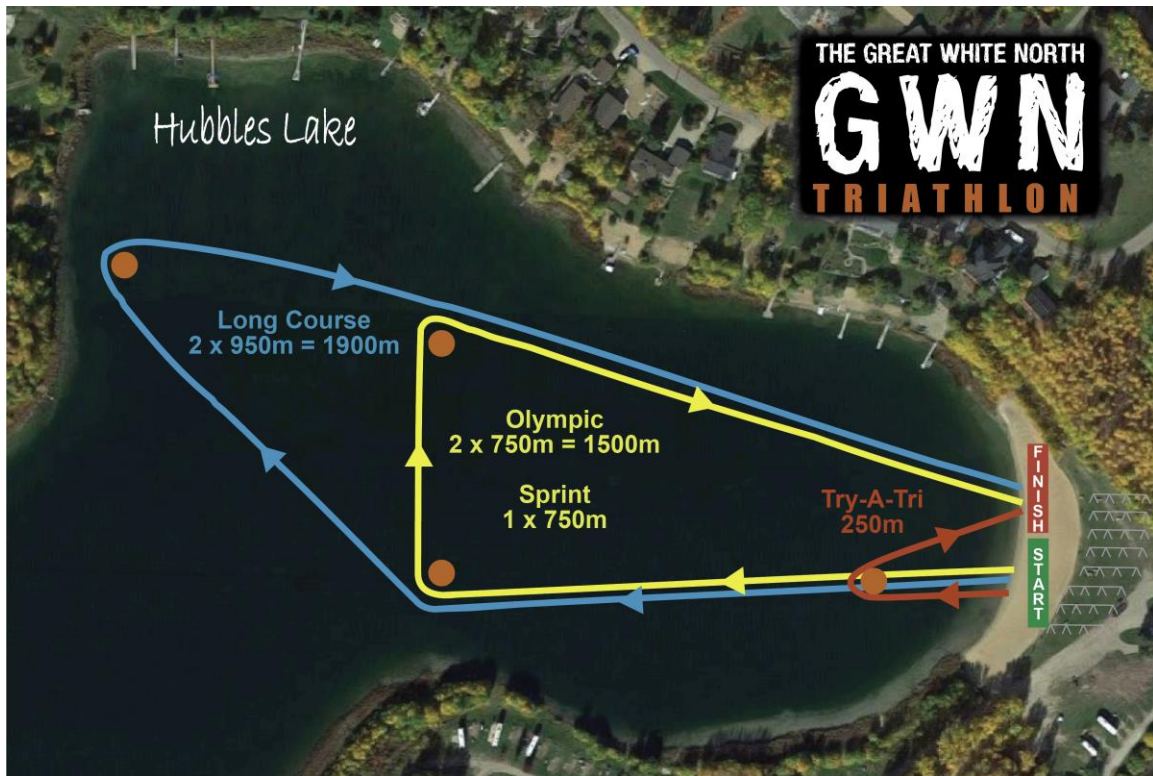 THE GREAT WHITE NORTH
GWN
TRIATHLON
Hubbles Lake
Long Course
2 x 950m = 1900m
Olympic
2 x 750m = 1500m
Sprint
1 x 750m
Try-A-Tri
250m
FINISH
START